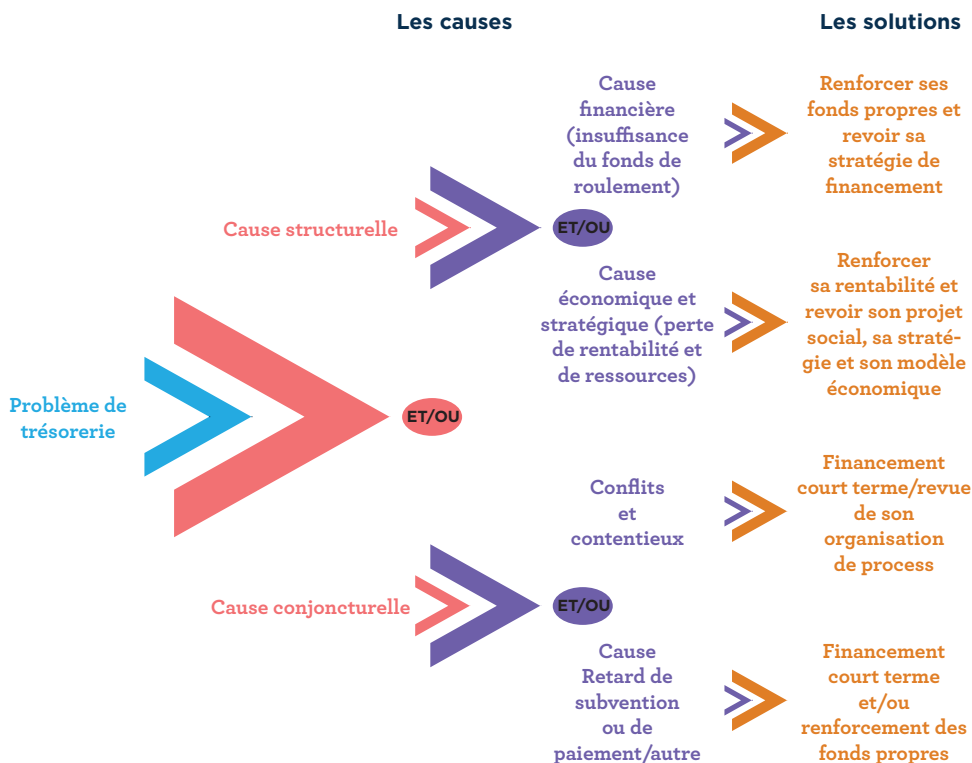 Les causes
Les solutions
Cause
financière
(insuffisance
du fonds de
roulement)
Renforcer ses
fonds propres et
revoir sa
stratégie de
financement
Cause structurelle
ET/OU
Cause
économique et
stratégique (perte
de rentabilité et
de ressources)
Renforcer
sa rentabilité et
revoir son projet
social, sa straté-
gie et son modèle
économique
Problème de
trésorerie
ET/OU
Conflits
et
contentieux
Financement
court terme/revue
de son
organisation
de process
Cause conjoncturelle
ET/OU
Cause
Retard de
subvention
ou de
paiement/autre
Financement
court terme
et/ou
renforcement des
fonds propres